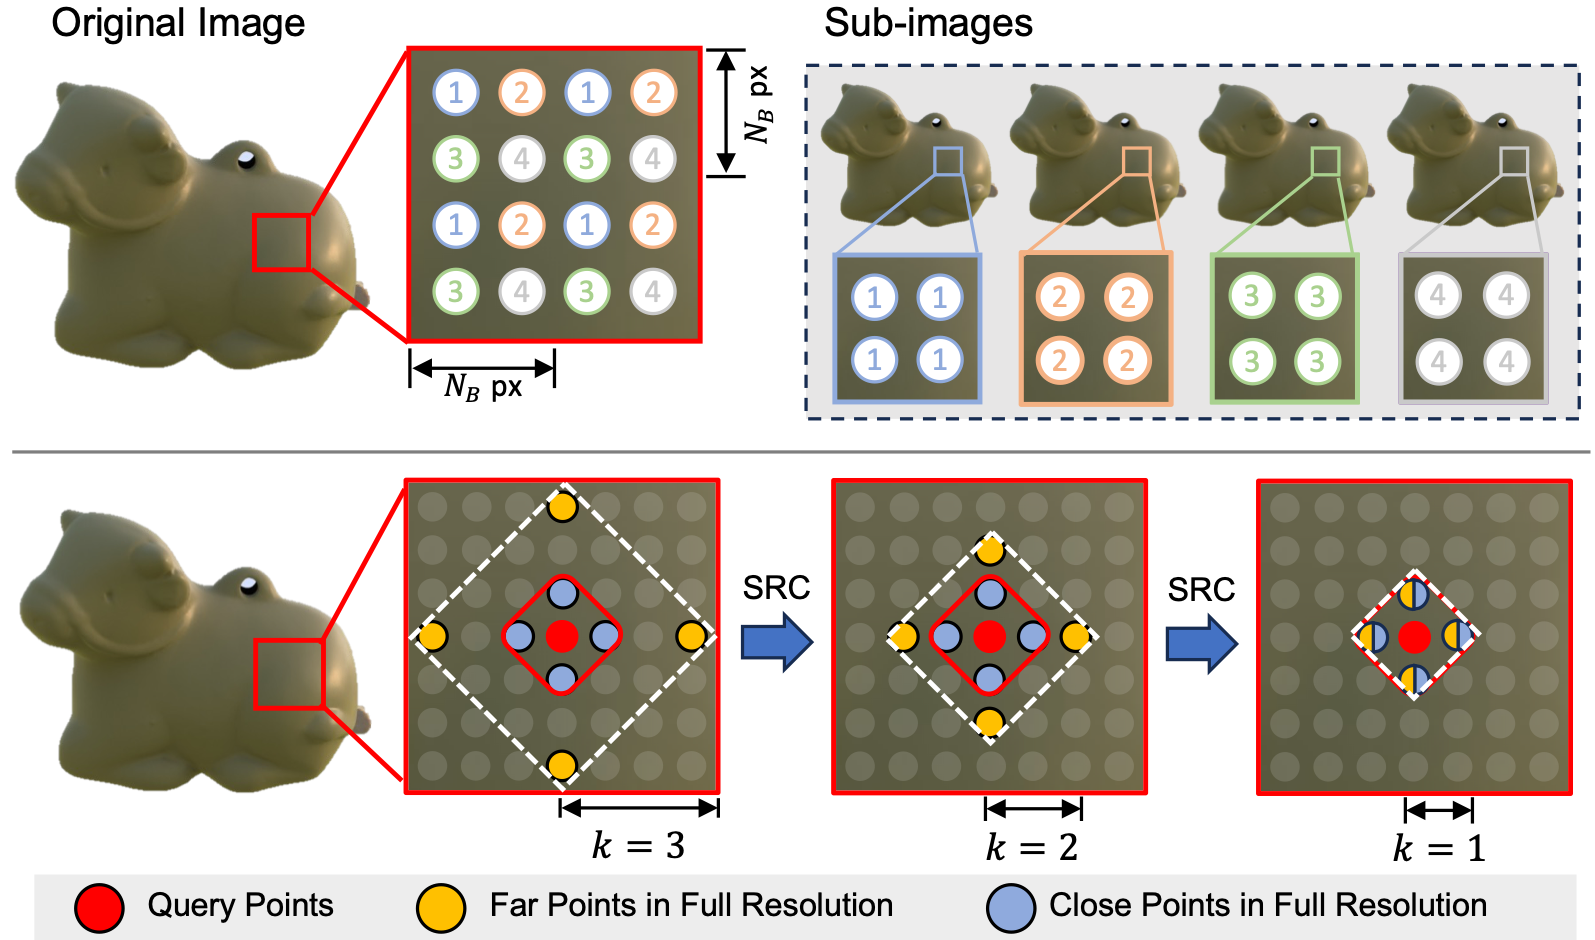 Original Image
Sub-images
1 2 1 2
3 4 3 4
1 2 1 2
3 4 3 4
N_B px
N_B px
1 1
1 1
2 2
2 2
3 3
3 3
4 4
4 4
SRC
SRC
k = 3
k = 2
k = 1
Query Points
Far Points in Full Resolution
Close Points in Full Resolution